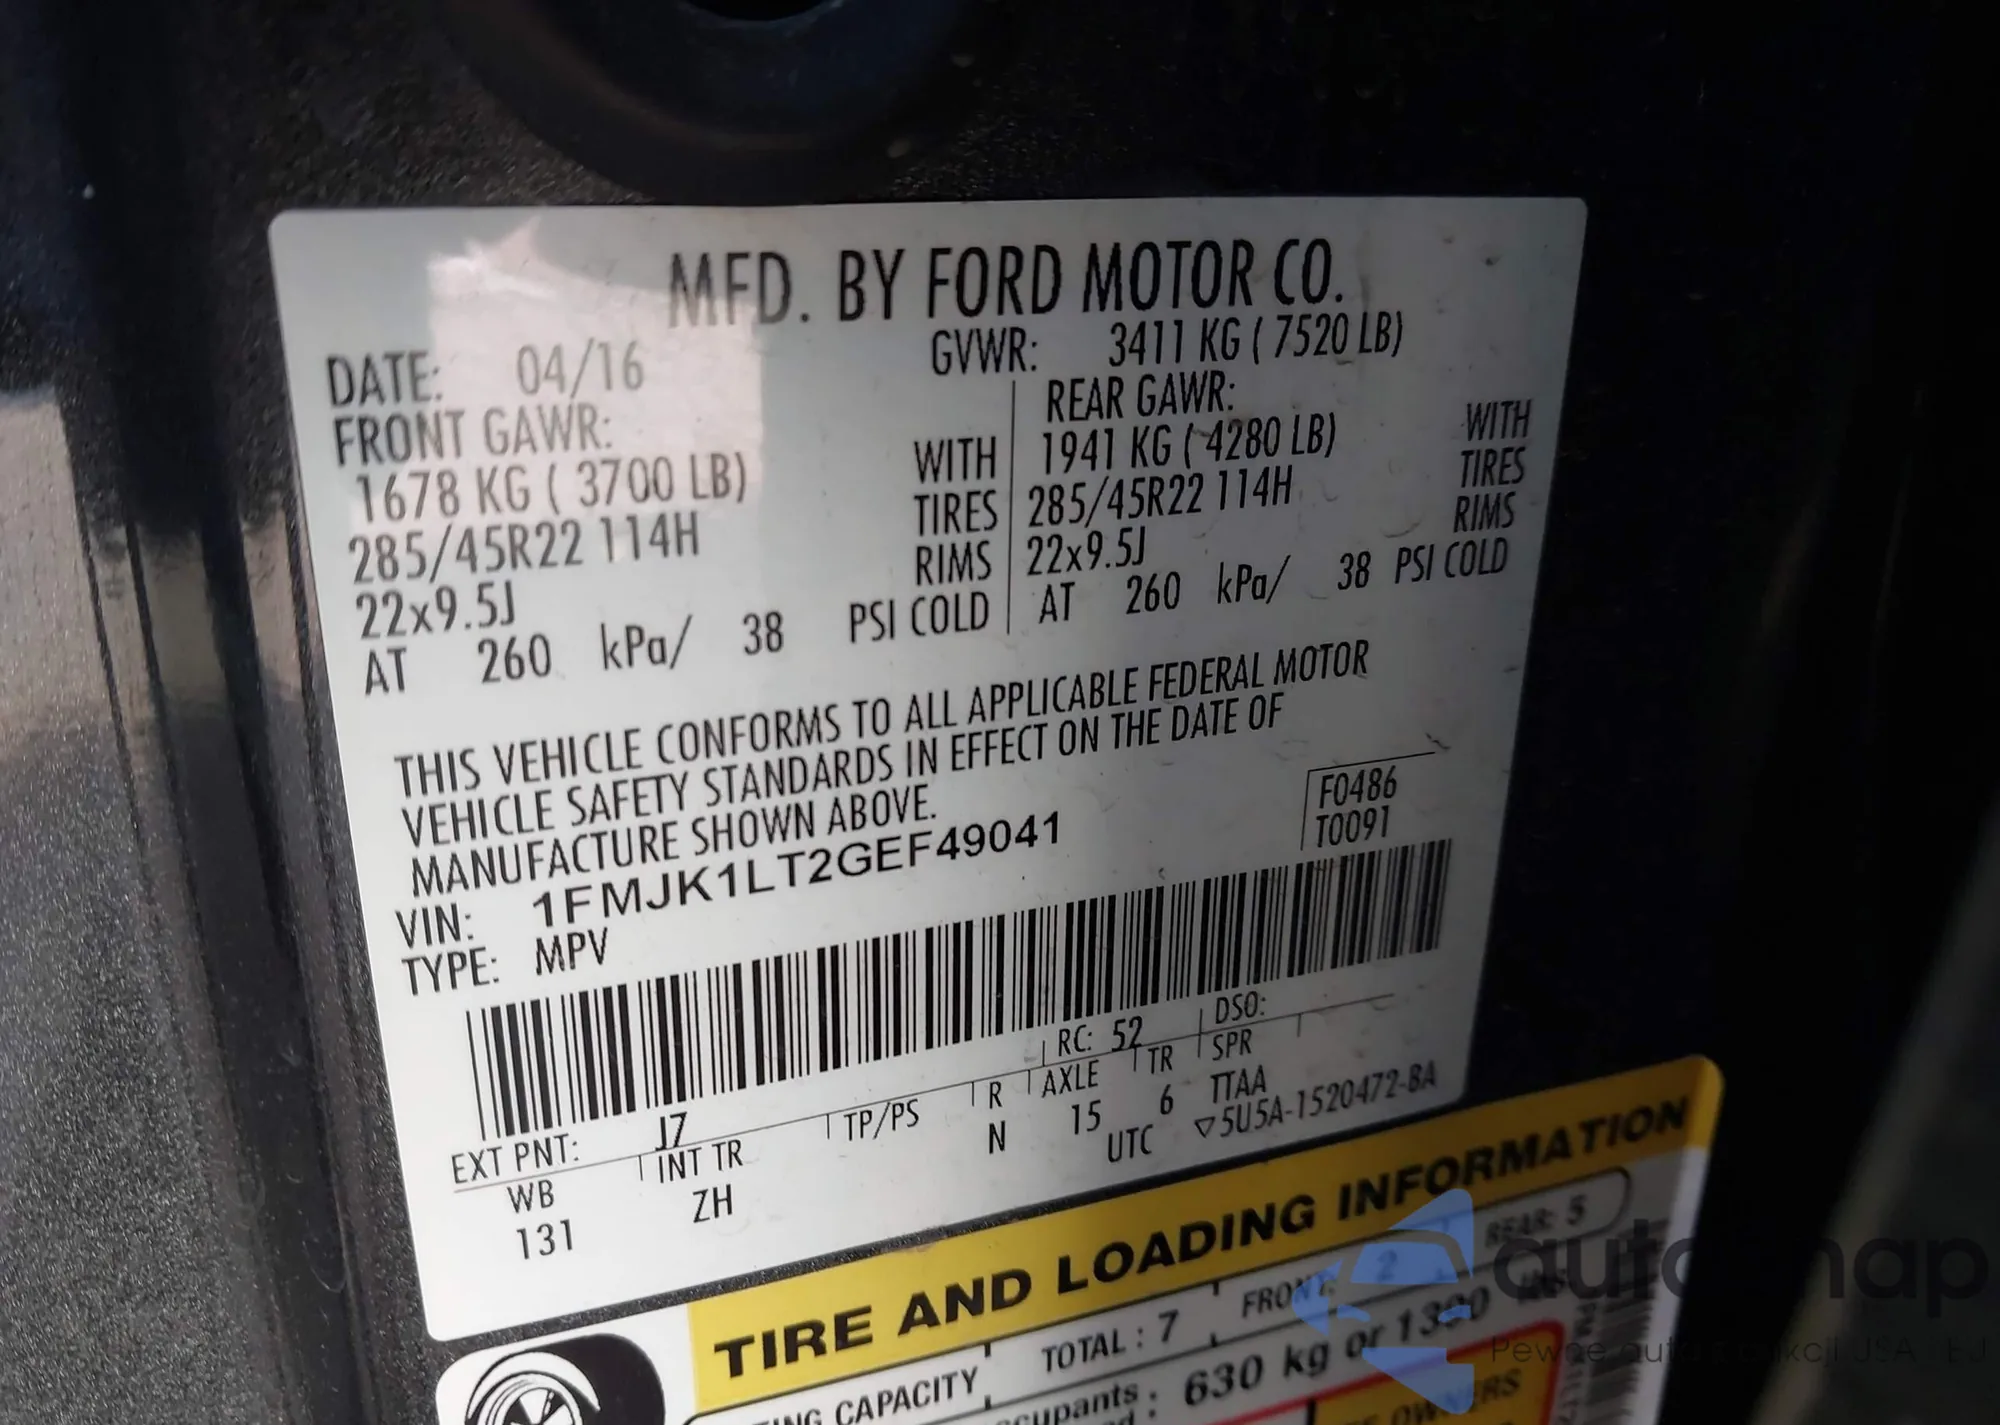 MFD. BY FORD MOTOR CO.
DATE: 04/16 GVWR: 3411 KG ( 7520 LB)
FRONT GAWR: REAR GAWR:
1678 KG ( 3700 LB) WITH 1941 KG ( 4280 LB) WITH
285/45R22 114H TIRES 285/45R22 114H TIRES
22x9.5J RIMS 22x9.5J RIMS
AT 260 kPa/ 38 PSI COLD AT 260 kPa/ 38 PSI COLD
THIS VEHICLE CONFORMS TO ALL APPLICABLE FEDERAL MOTOR
VEHICLE SAFETY STANDARDS IN EFFECT ON THE DATE OF
MANUFACTURE SHOWN ABOVE.
F0486
T0091
VIN: 1FMJK1LT2GEF49041
TYPE: MPV
EXT PNT: J7 RC: 52 DSO:
WB INT TR TP/PS R AXLE TR SPR
131 ZH N 15 6 TTAA
UTC ▽5U5A-1520472-BA
TIRE AND LOADING INFORMATION
CAPACITY TOTAL : 7 FRONT: 2 REAR: 5
630 kg or 1390
autosnap
Pewne auto USA